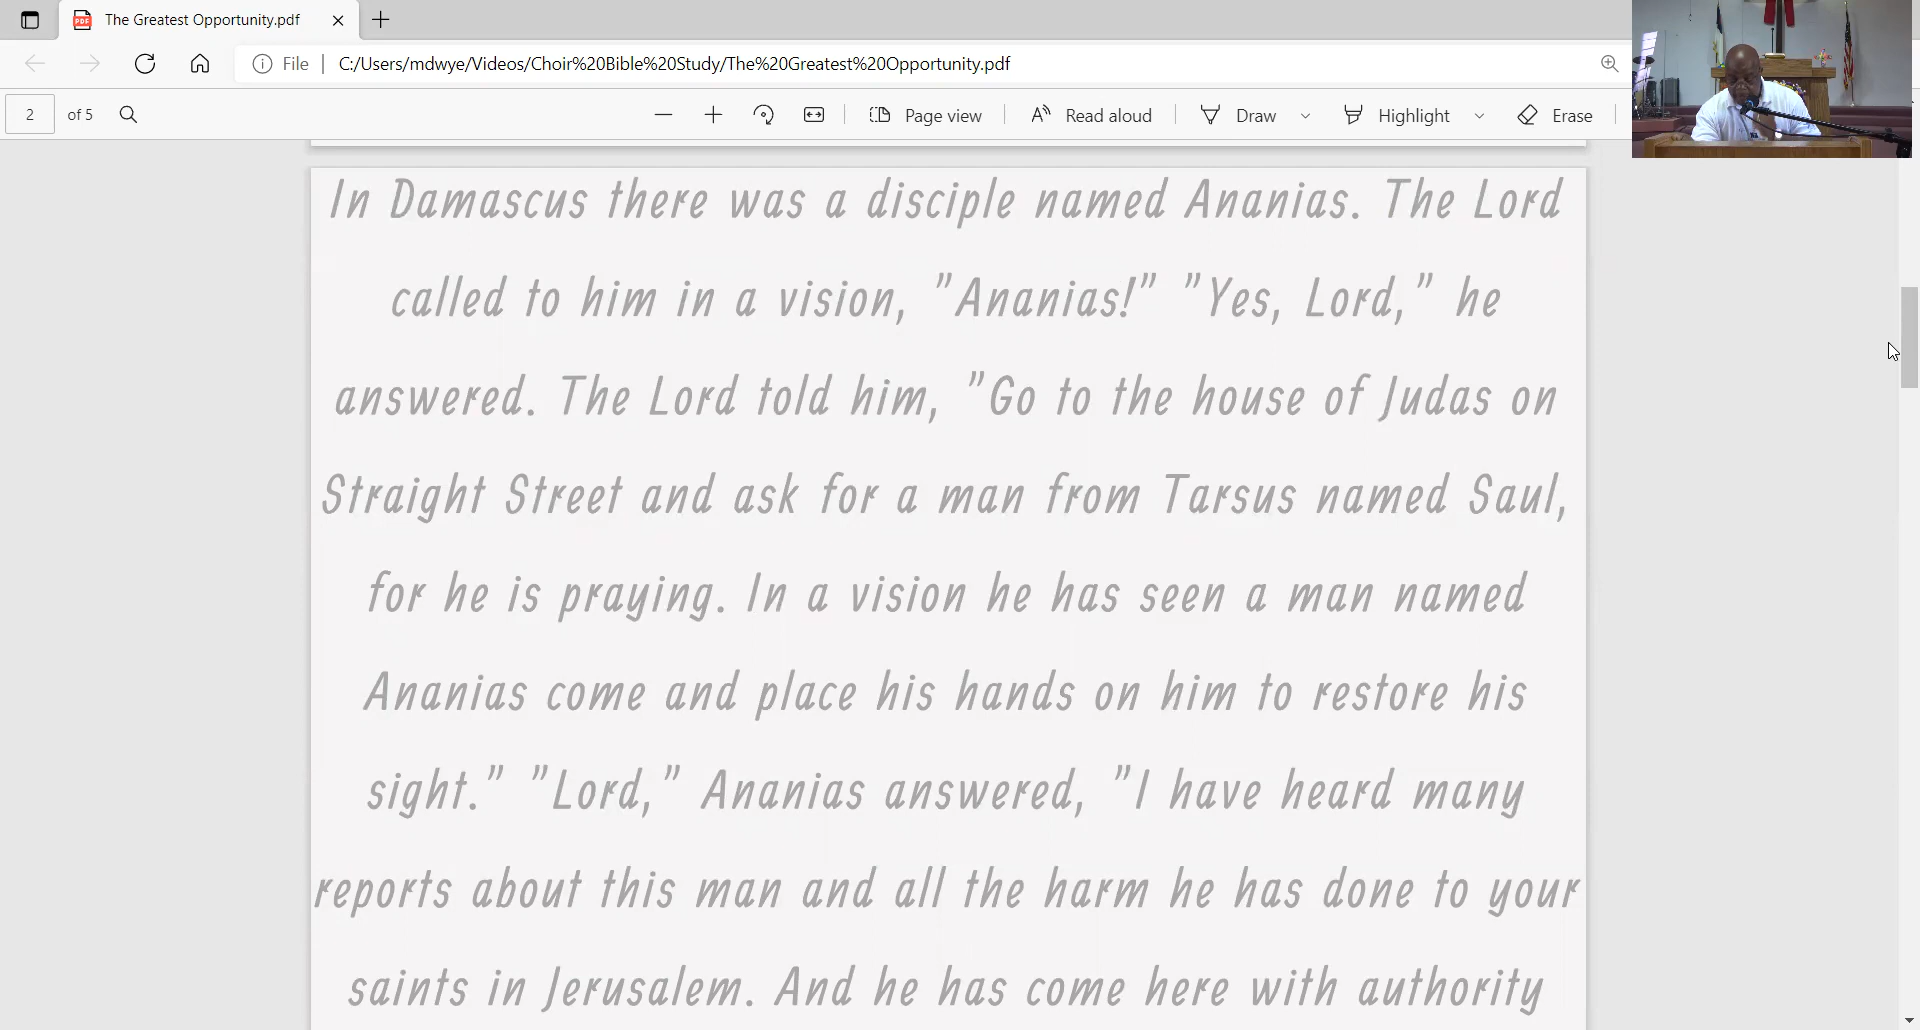 The Greatest Opportunity.pdf
File C:/Users/mdwye/Videos/Choir%20Bible%20Study/The%20Greatest%20Opportunity.pdf
2 of 5 Page view Read aloud Draw Highlight Erase
In Damascus there was a disciple named Ananias. The Lord
called to him in a vision, "Ananias!" "Yes, Lord," he
answered. The Lord told him, "Go to the house of Judas on
Straight Street and ask for a man from Tarsus named Saul,
for he is praying. In a vision he has seen a man named
Ananias come and place his hands on him to restore his
sight." "Lord," Ananias answered, "I have heard many
reports about this man and all the harm he has done to your
saints in Jerusalem. And he has come here with authority